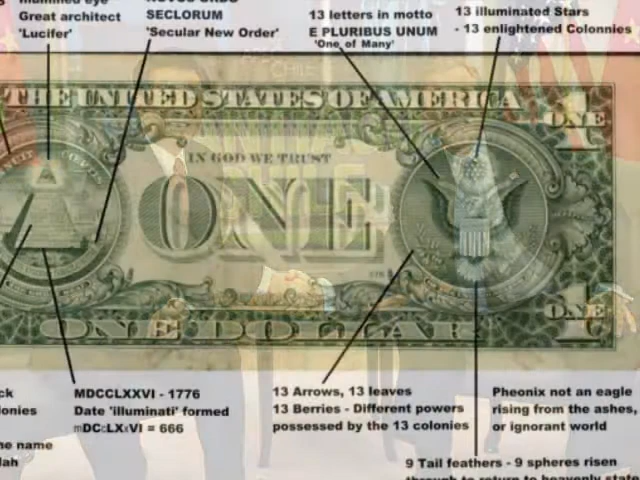 Great architect
'Lucifer'
SECLORUM
'Secular New Order'
13 letters in motto
E PLURIBUS UNUM
'One of Many'
13 illuminated Stars
- 13 enlightened Colonnies
THE UNITED STATES OF AMERICA
ONE
IN GOD WE TRUST
ONE
ONE
ONE DOLLAR
MDCCLXXVI - 1776
Date 'illuminati' formed
mDCcLXxVI = 666
13 Arrows, 13 leaves
13 Berries - Different powers
possessed by the 13 colonies
Pheonix not an eagle
rising from the ashes,
or ignorant world
9 Tail feathers - 9 spheres risen